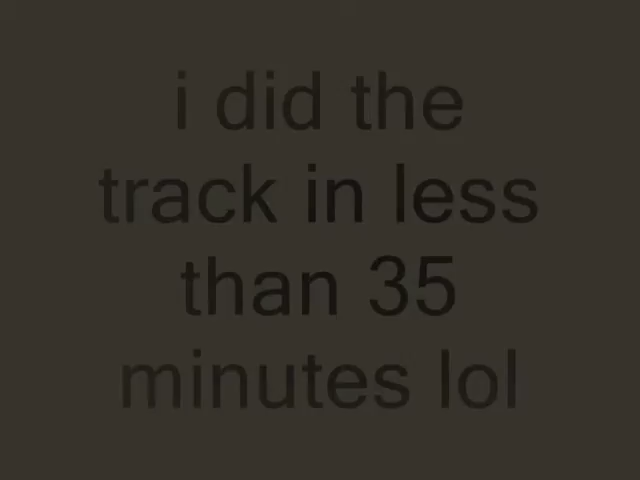 i did the
track in less
than 35
minutes lol